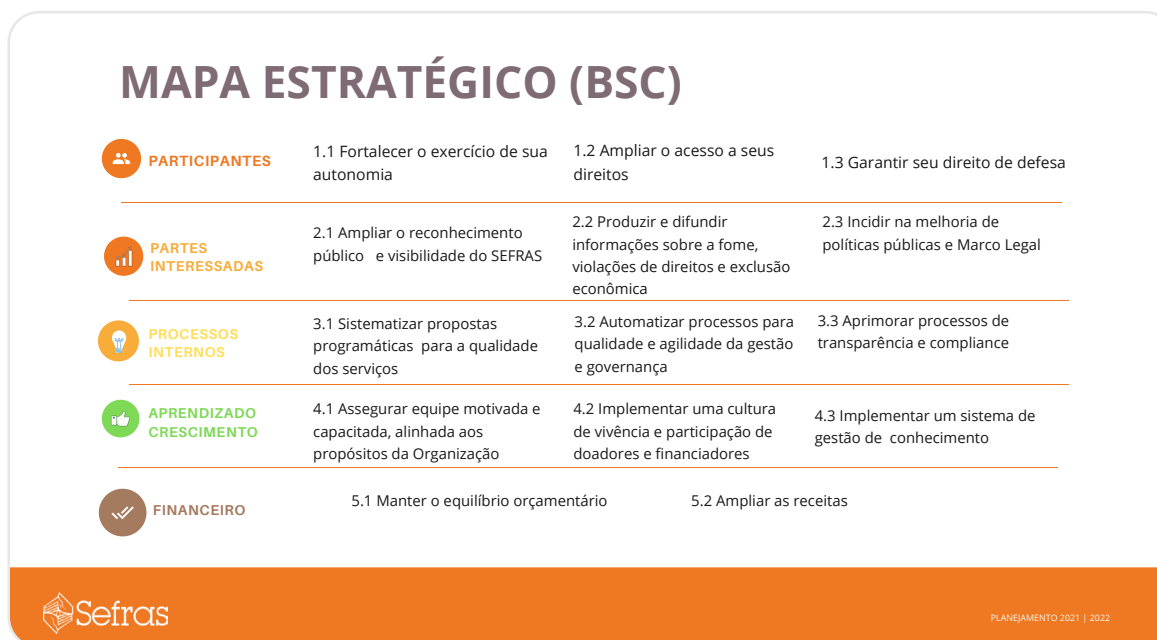 MAPA ESTRATÉGICO (BSC)
PARTICIPANTES
1.1 Fortalecer o exercício de sua
autonomia
1.2 Ampliar o acesso a seus
direitos
1.3 Garantir seu direito de defesa
PARTES
INTERESSADAS
2.1 Ampliar o reconhecimento
público e visibilidade do SEFRAS
2.2 Produzir e difundir
informações sobre a fome,
violações de direitos e exclusão
econômica
2.3 Incidir na melhoria de
políticas públicas e Marco Legal
PROCESSOS
INTERNOS
3.1 Sistematizar propostas
programáticas para a qualidade
dos serviços
3.2 Automatizar processos para
qualidade e agilidade da gestão
e governança
3.3 Aprimorar processos de
transparência e compliance
APRENDIZADO
CRESCIMENTO
4.1 Assegurar equipe motivada e
capacitada, alinhada aos
propósitos da Organização
4.2 Implementar uma cultura
de vivência e participação de
doadores e financiadores
4.3 Implementar um sistema de
gestão de conhecimento
FINANCEIRO
5.1 Manter o equilíbrio orçamentário
5.2 Ampliar as receitas
Sefras
PLANEJAMENTO 2021 | 2022